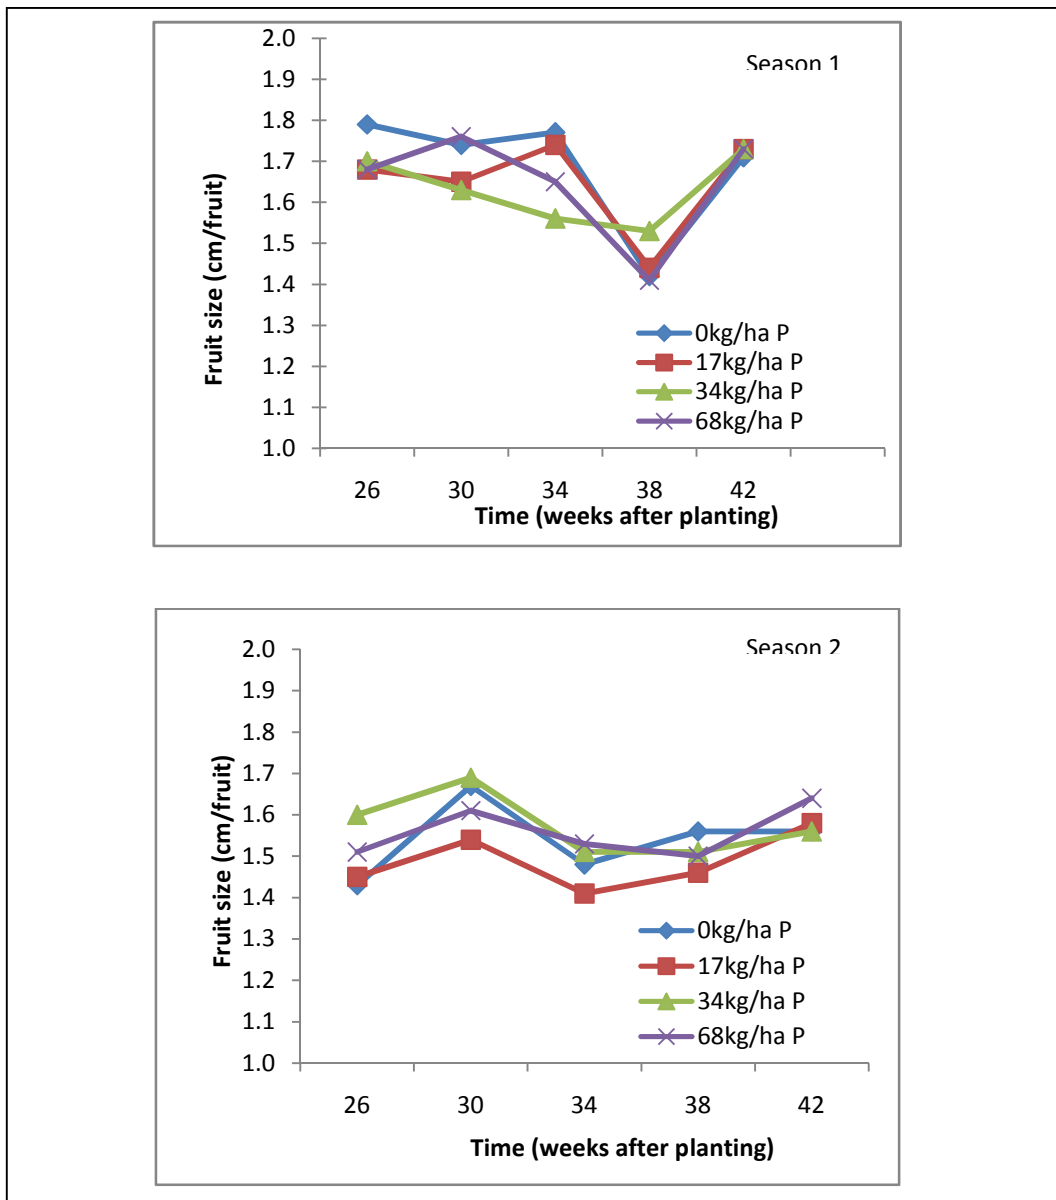 Season 1
2.0
1.9
1.8
1.7
1.6
1.5
1.4
1.3
1.2
1.1
1.0
Fruit size (cm/fruit)
0kg/ha P
17kg/ha P
34kg/ha P
68kg/ha P
26 30 34 38 42
Time (weeks after planting)
Season 2
2.0
1.9
1.8
1.7
1.6
1.5
1.4
1.3
1.2
1.1
1.0
Fruit size (cm/fruit)
0kg/ha P
17kg/ha P
34kg/ha P
68kg/ha P
26 30 34 38 42
Time (weeks after planting)